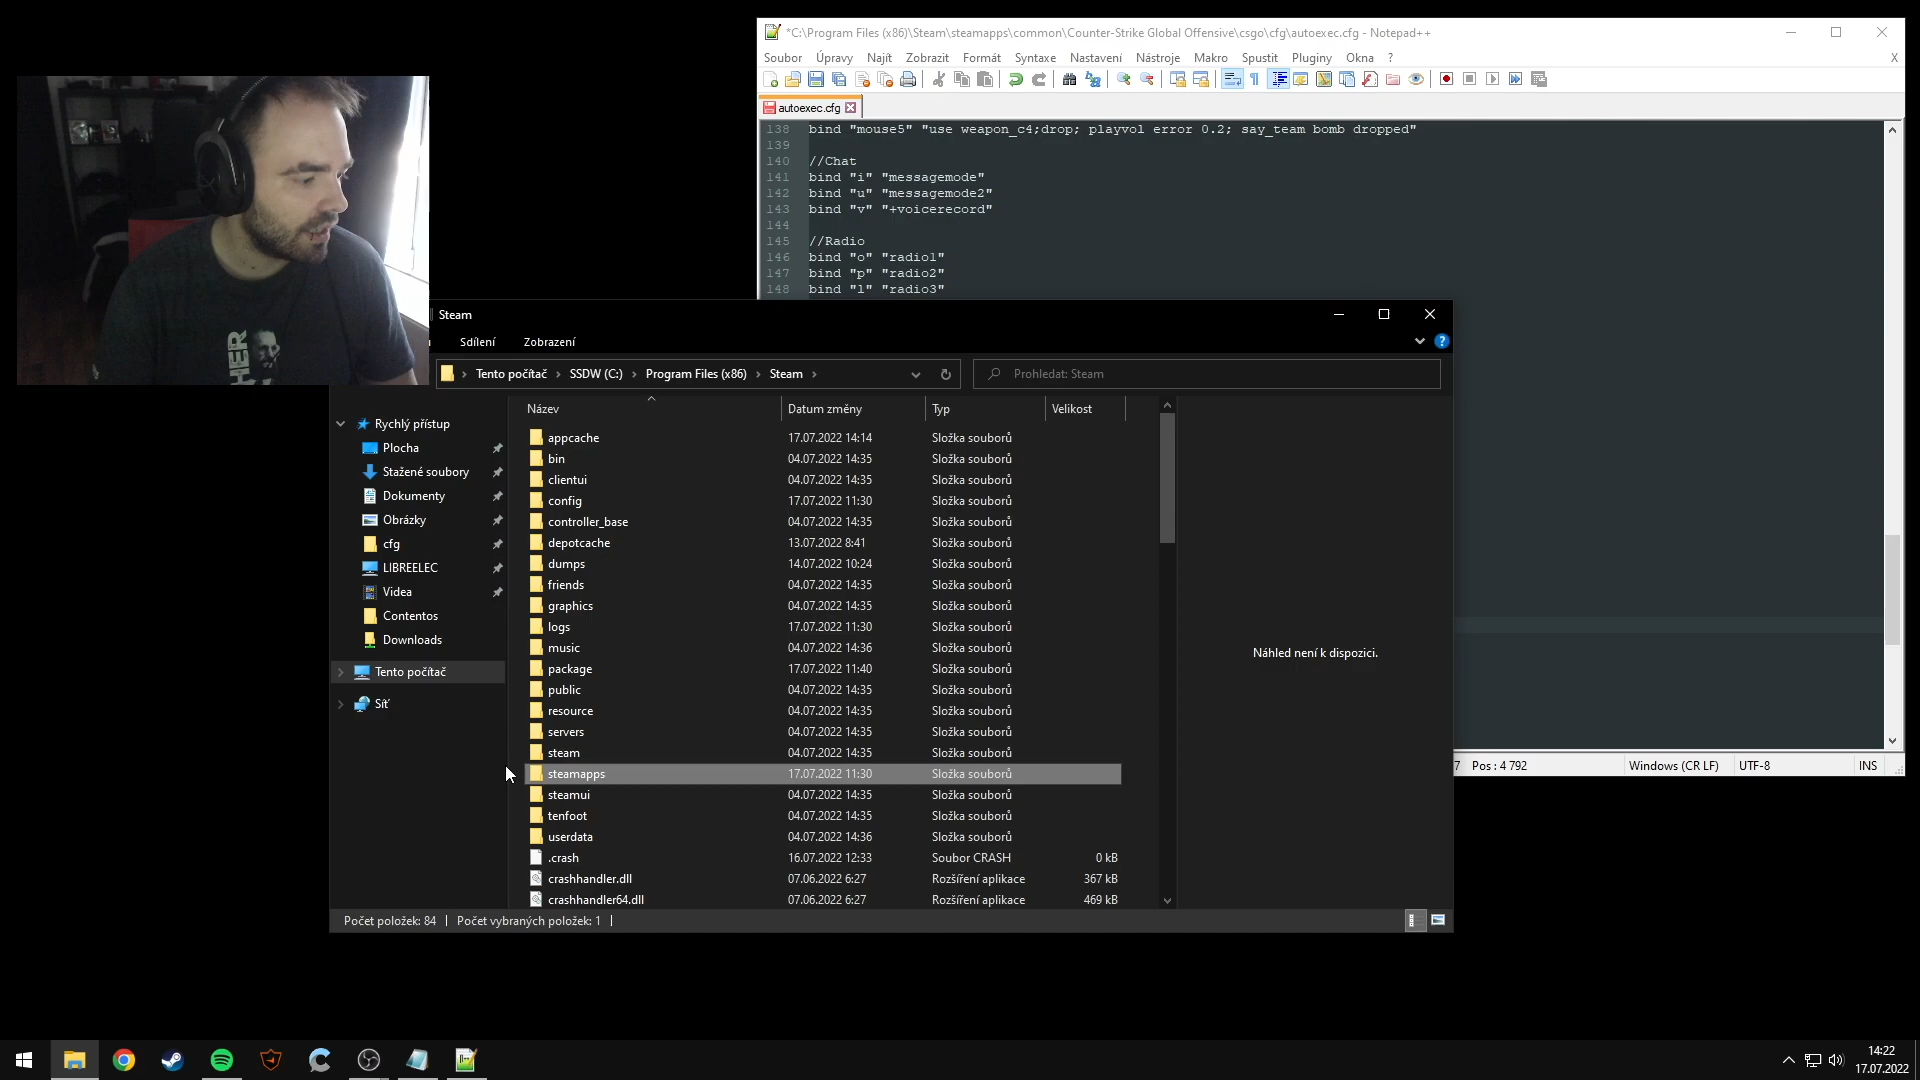 *C:\Program Files (x86)\Steam\steamapps\common\Counter-Strike Global Offensive\csgo\cfg\autoexec.cfg - Notepad++
Soubor Úpravy Najít Zobrazit Formát Syntaxe Nastavení Nástroje Makro Spustit Pluginy Okna ? X
autoexec.cfg
138 bind "mouse5" "use weapon_c4;drop; playvol error 0.2; say_team bomb dropped"
139
140 //Chat
141 bind "i" "messagemode"
142 bind "u" "messagemode2"
143 bind "v" "+voicerecord"
144
145 //Radio
146 bind "o" "radio1"
147 bind "p" "radio2"
148 bind "l" "radio3"
Steam
Sdílení Zobrazení
Tento počítač › SSDW (C:) › Program Files (x86) › Steam ›
Prohledat: Steam
Název Datum změny Typ Velikost
Rychlý přístup
Plocha
Stažené soubory
Dokumenty
Obrázky
cfg
LIBREELEC
Videa
Contentos
Downloads
Tento počítač
Síť
appcache 17.07.2022 14:14 Složka souborů
bin 04.07.2022 14:35 Složka souborů
clientui 04.07.2022 14:35 Složka souborů
config 17.07.2022 11:30 Složka souborů
controller_base 04.07.2022 14:35 Složka souborů
depotcache 13.07.2022 8:41 Složka souborů
dumps 14.07.2022 10:24 Složka souborů
friends 04.07.2022 14:35 Složka souborů
graphics 04.07.2022 14:35 Složka souborů
logs 17.07.2022 11:30 Složka souborů
music 04.07.2022 14:36 Složka souborů
package 17.07.2022 11:40 Složka souborů
public 04.07.2022 14:35 Složka souborů
resource 04.07.2022 14:35 Složka souborů
servers 04.07.2022 14:35 Složka souborů
steam 04.07.2022 14:35 Složka souborů
steamapps 17.07.2022 11:30 Složka souborů
steamui 04.07.2022 14:35 Složka souborů
tenfoot 04.07.2022 14:35 Složka souborů
userdata 04.07.2022 14:36 Složka souborů
.crash 16.07.2022 12:33 Soubor CRASH 0 kB
crashhandler.dll 07.06.2022 6:27 Rozšíření aplikace 367 kB
crashhandler64.dll 07.06.2022 6:27 Rozšíření aplikace 469 kB
Náhled není k dispozici.
Počet položek: 84 Počet vybraných položek: 1
7 Pos : 4 792 Windows (CR LF) UTF-8 INS
HER
14:22
17.07.2022